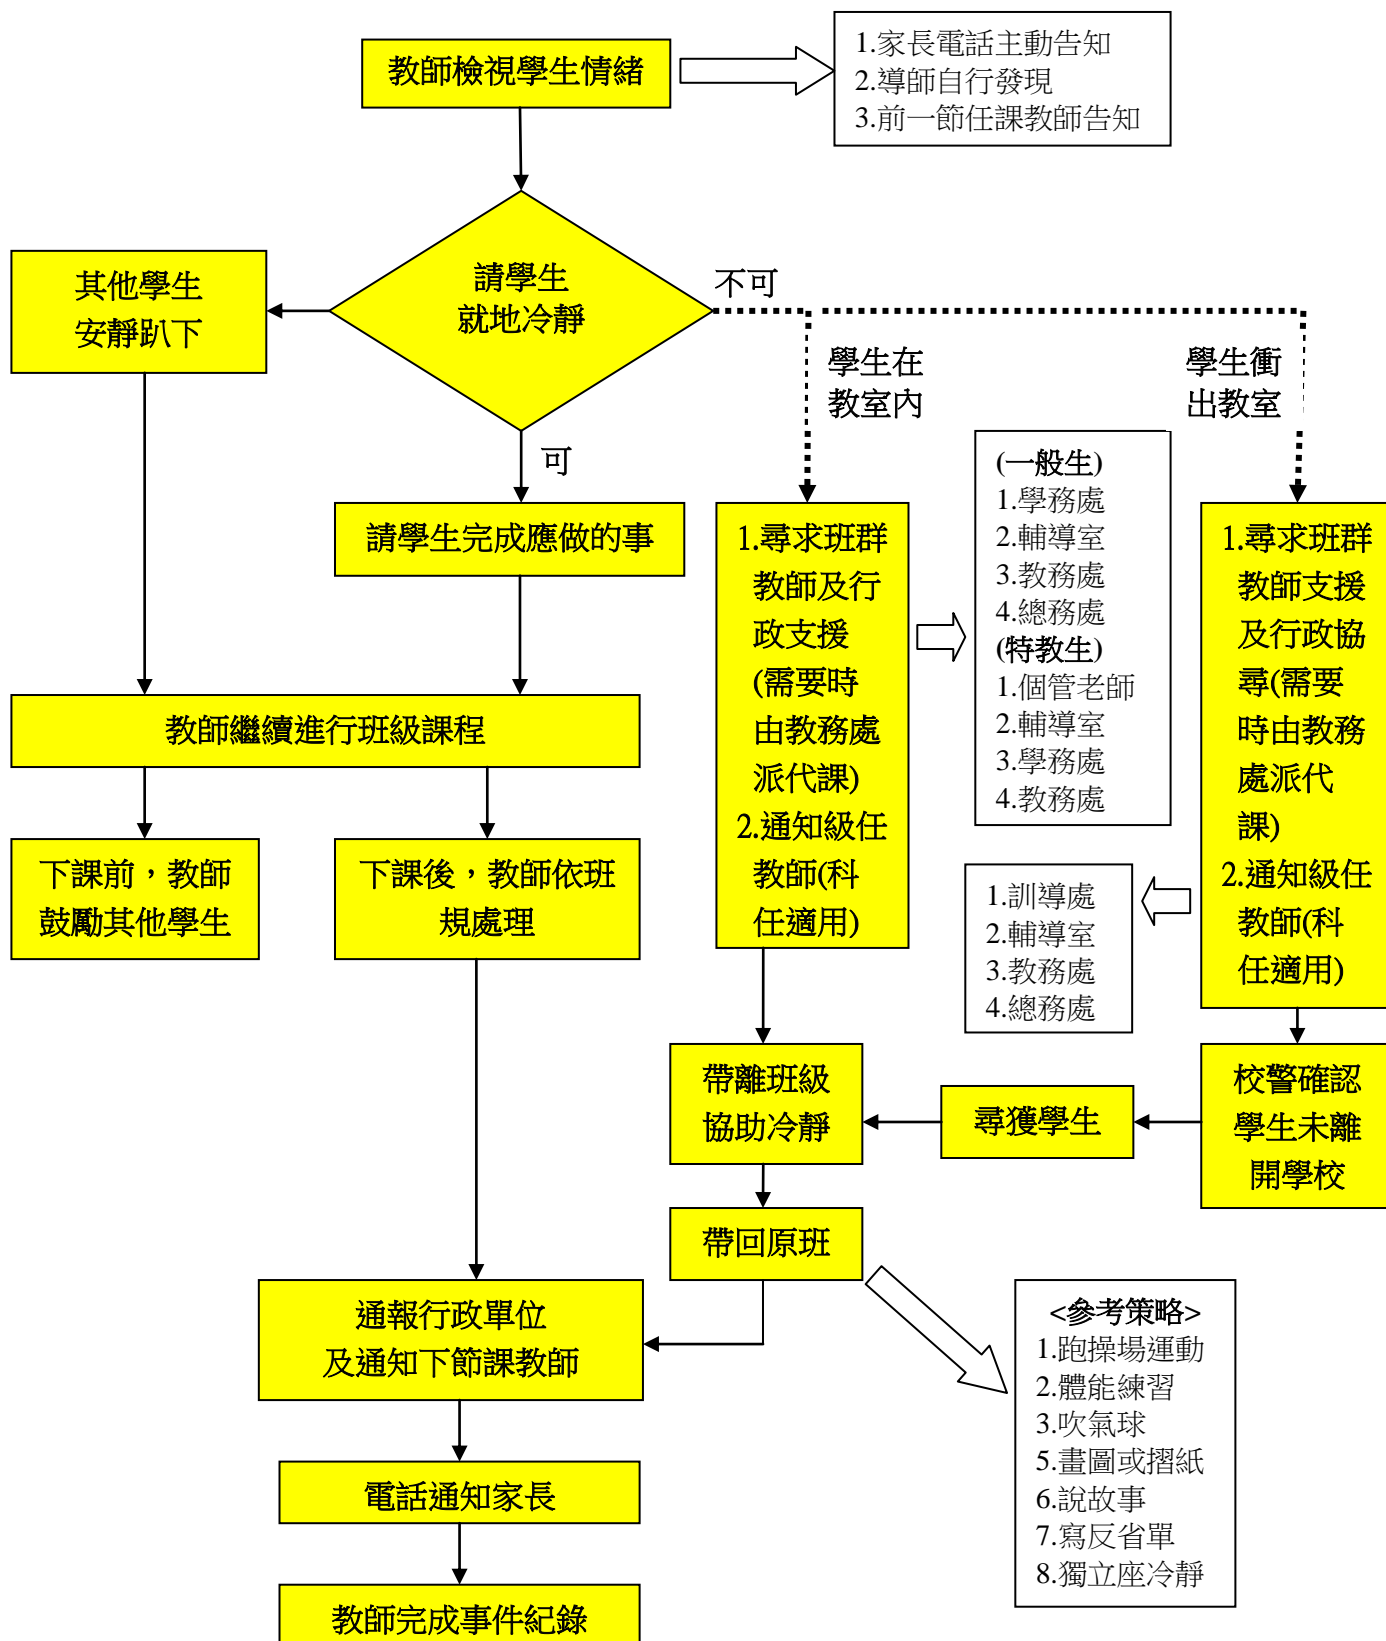 教師檢視學生情緒
1.家長電話主動告知
2.導師自行發現
3.前一節任課教師告知
請學生
就地冷靜
不可
其他學生
安靜趴下
學生在
教室內
學生衝
出教室
可
請學生完成應做的事
(一般生)
1.學務處
2.輔導室
3.教務處
4.總務處
(特教生)
1.個管老師
2.輔導室
3.學務處
4.教務處
1.尋求班群
教師及行
政支援
(需要時
由教務處
派代課)
2.通知級任
教師(科
任適用)
1.尋求班群
教師支援
及行政協
尋(需要
時由教務
處派代
課)
2.通知級任
教師(科
任適用)
教師繼續進行班級課程
下課前，教師
鼓勵其他學生
下課後，教師依班
規處理
1.訓導處
2.輔導室
3.教務處
4.總務處
帶離班級
協助冷靜
尋獲學生
校警確認
學生未離
開學校
帶回原班
通報行政單位
及通知下節課教師
<參考策略>
1.跑操場運動
2.體能練習
3.吹氣球
5.畫圖或摺紙
6.說故事
7.寫反省單
8.獨立座冷靜
電話通知家長
教師完成事件紀錄